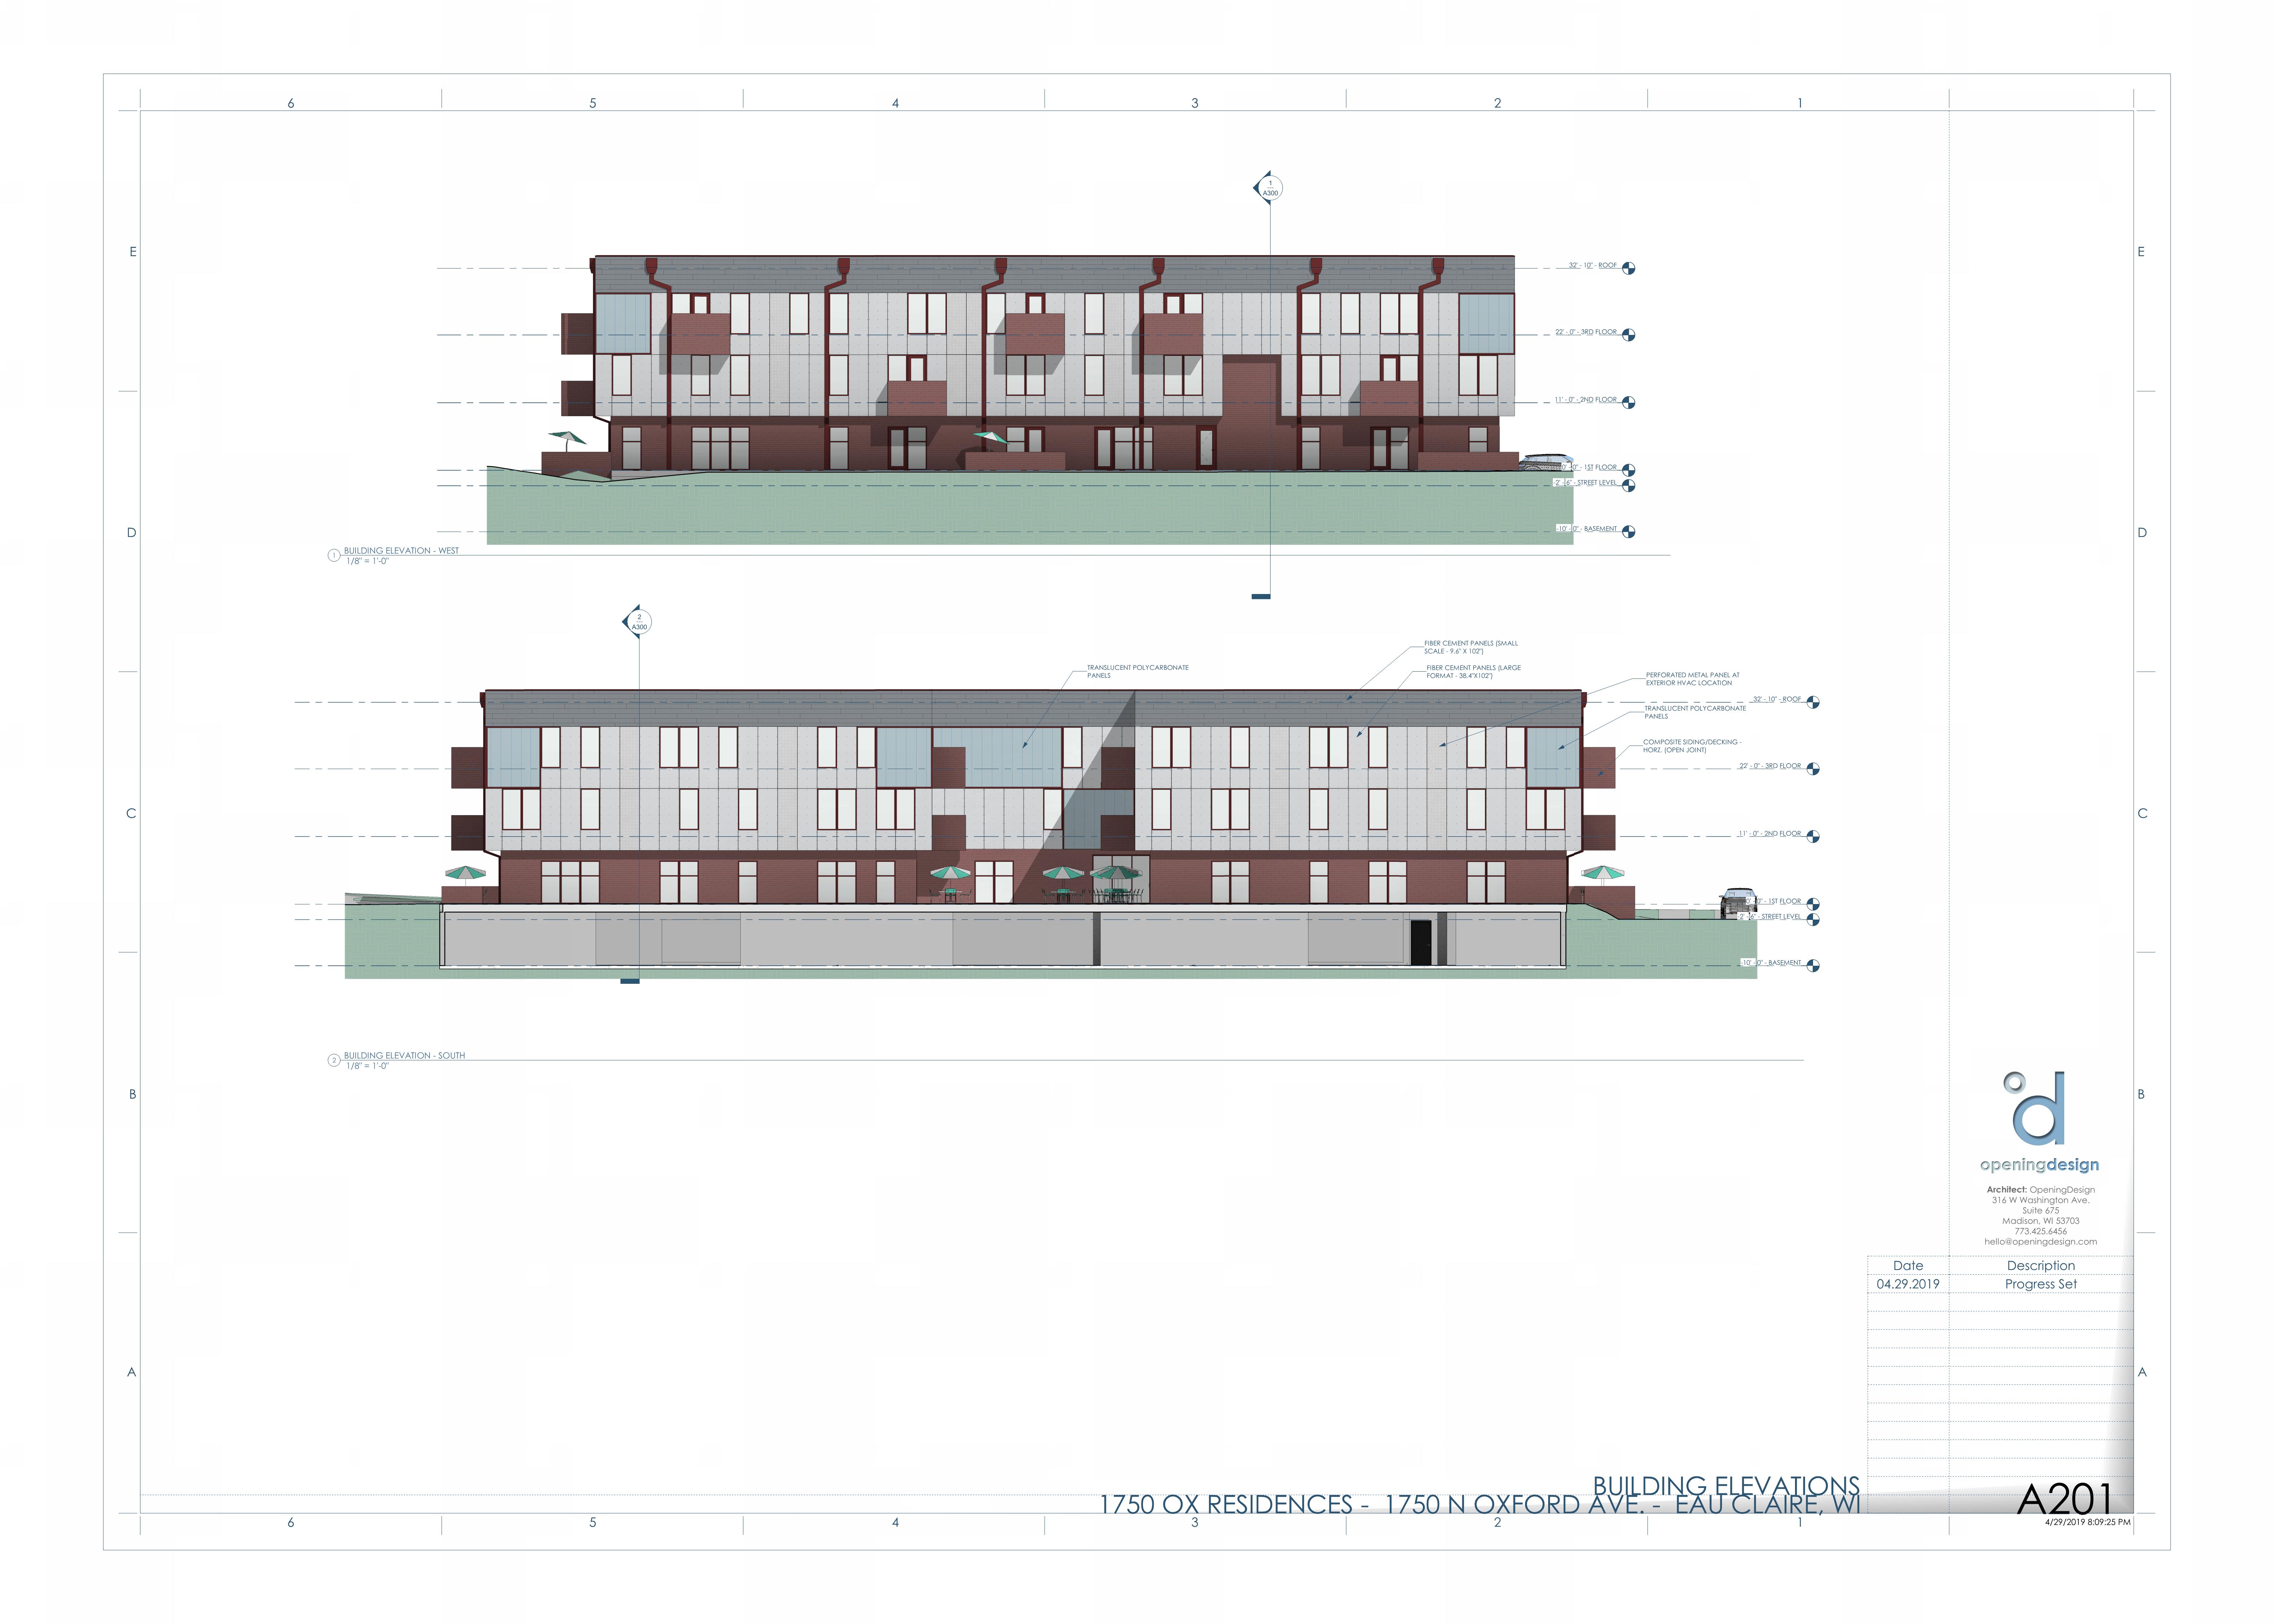 6 5 4 3 2 1
E E
D D
C C
B B
A A
1
A300
32' - 10" - ROOF
22' - 0" - 3RD FLOOR
11' - 0" - 2ND FLOOR
0' - 0" - 1ST FLOOR
-2' - 6" - STREET LEVEL
-10' - 0" - BASEMENT
1 BUILDING ELEVATION - WEST
1/8" = 1'-0"
2
A300
TRANSLUCENT POLYCARBONATE
PANELS
FIBER CEMENT PANELS (SMALL
SCALE - 9.6" X 102")
FIBER CEMENT PANELS (LARGE
FORMAT - 38.4"X102")
PERFORATED METAL PANEL AT
EXTERIOR HVAC LOCATION
32' - 10" - ROOF
TRANSLUCENT POLYCARBONATE
PANELS
COMPOSITE SIDING/DECKING -
HORZ. (OPEN JOINT)
22' - 0" - 3RD FLOOR
11' - 0" - 2ND FLOOR
0' - 0" - 1ST FLOOR
-2' - 6" - STREET LEVEL
-10' - 0" - BASEMENT
2 BUILDING ELEVATION - SOUTH
1/8" = 1'-0"
openingdesign
Architect: OpeningDesign
316 W Washington Ave.
Suite 675
Madison, WI 53703
773.425.6456
hello@openingdesign.com
Date Description
04.29.2019 Progress Set
BUILDING ELEVATIONS
1750 OX RESIDENCES - 1750 N OXFORD AVE. - EAU CLAIRE, WI
A201
4/29/2019 8:09:25 PM
6 5 4 3 2 1